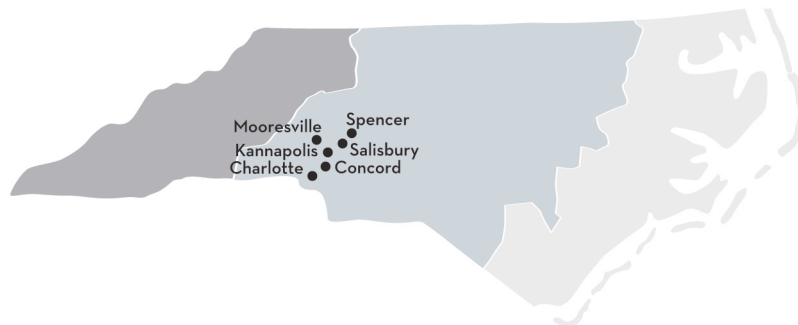 Spencer
Mooresville
Salisbury
Kannapolis
Concord
Charlotte